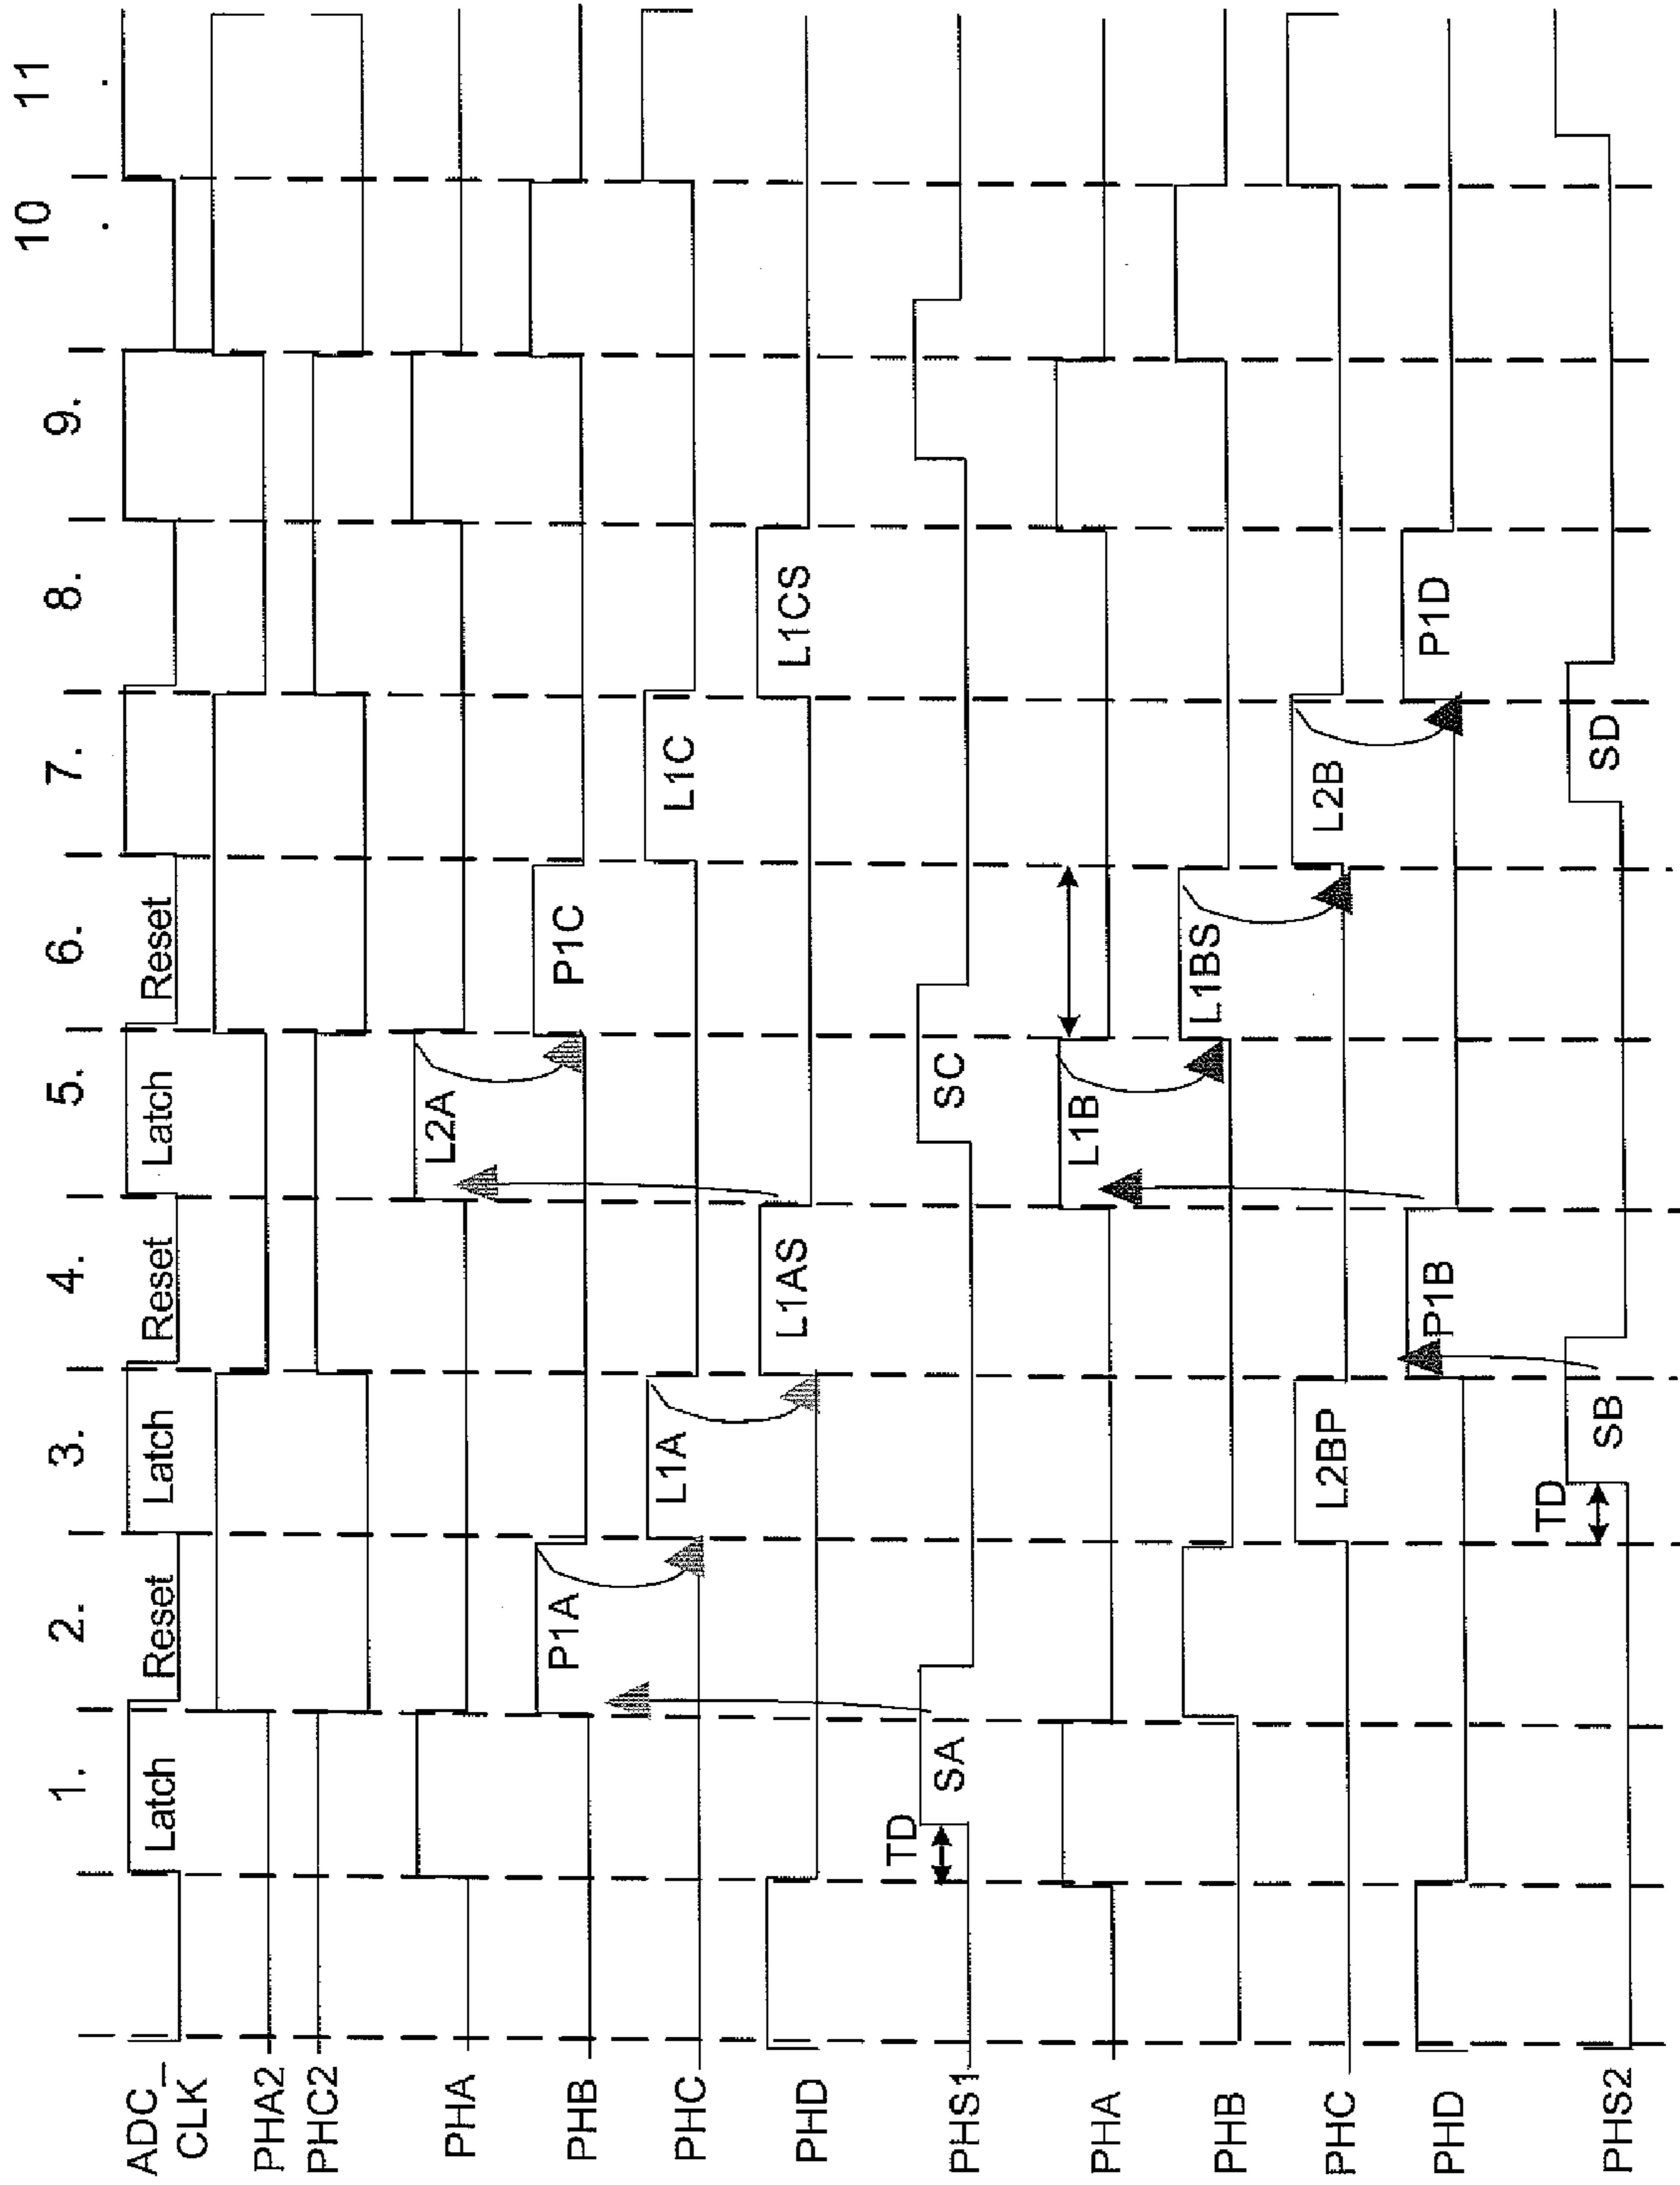 1. 2. 3. 4. 5. 6. 7. 8. 9. 10 . 11 .
ADC_ CLK
Latch Reset Latch Reset Latch Reset
PHA2
PHC2
PHA L2A
PHB P1A P1C
PHC L1A L1C
PHD L1AS L1CS
PHS1 TD SA SC
PHA L1B
PHB L1BS
PHC L2BP L2B
PHD P1B P1D
PHS2 TD SB SD